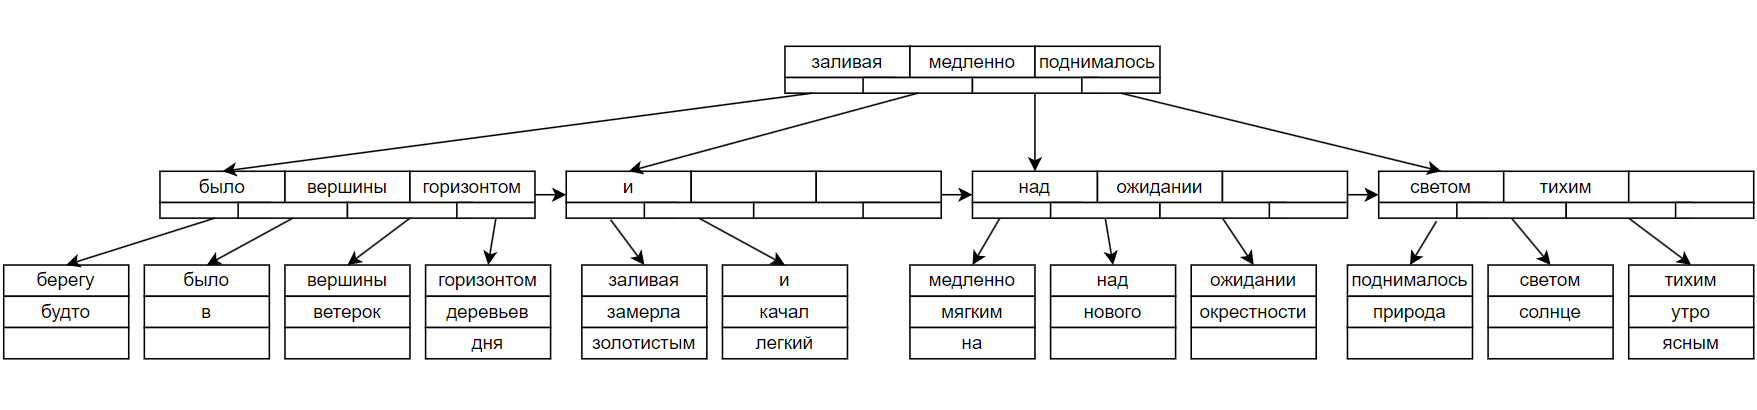 заливая медленно поднималось
было вершины горизонтом и над ожидании светом тихим
берегу было вершины горизонтом заливая и медленно над ожидании поднималось светом тихим
будто в ветерок деревьев замерла качал мягким нового окрестности природа солнце утро
дня золотистым легкий на ясным